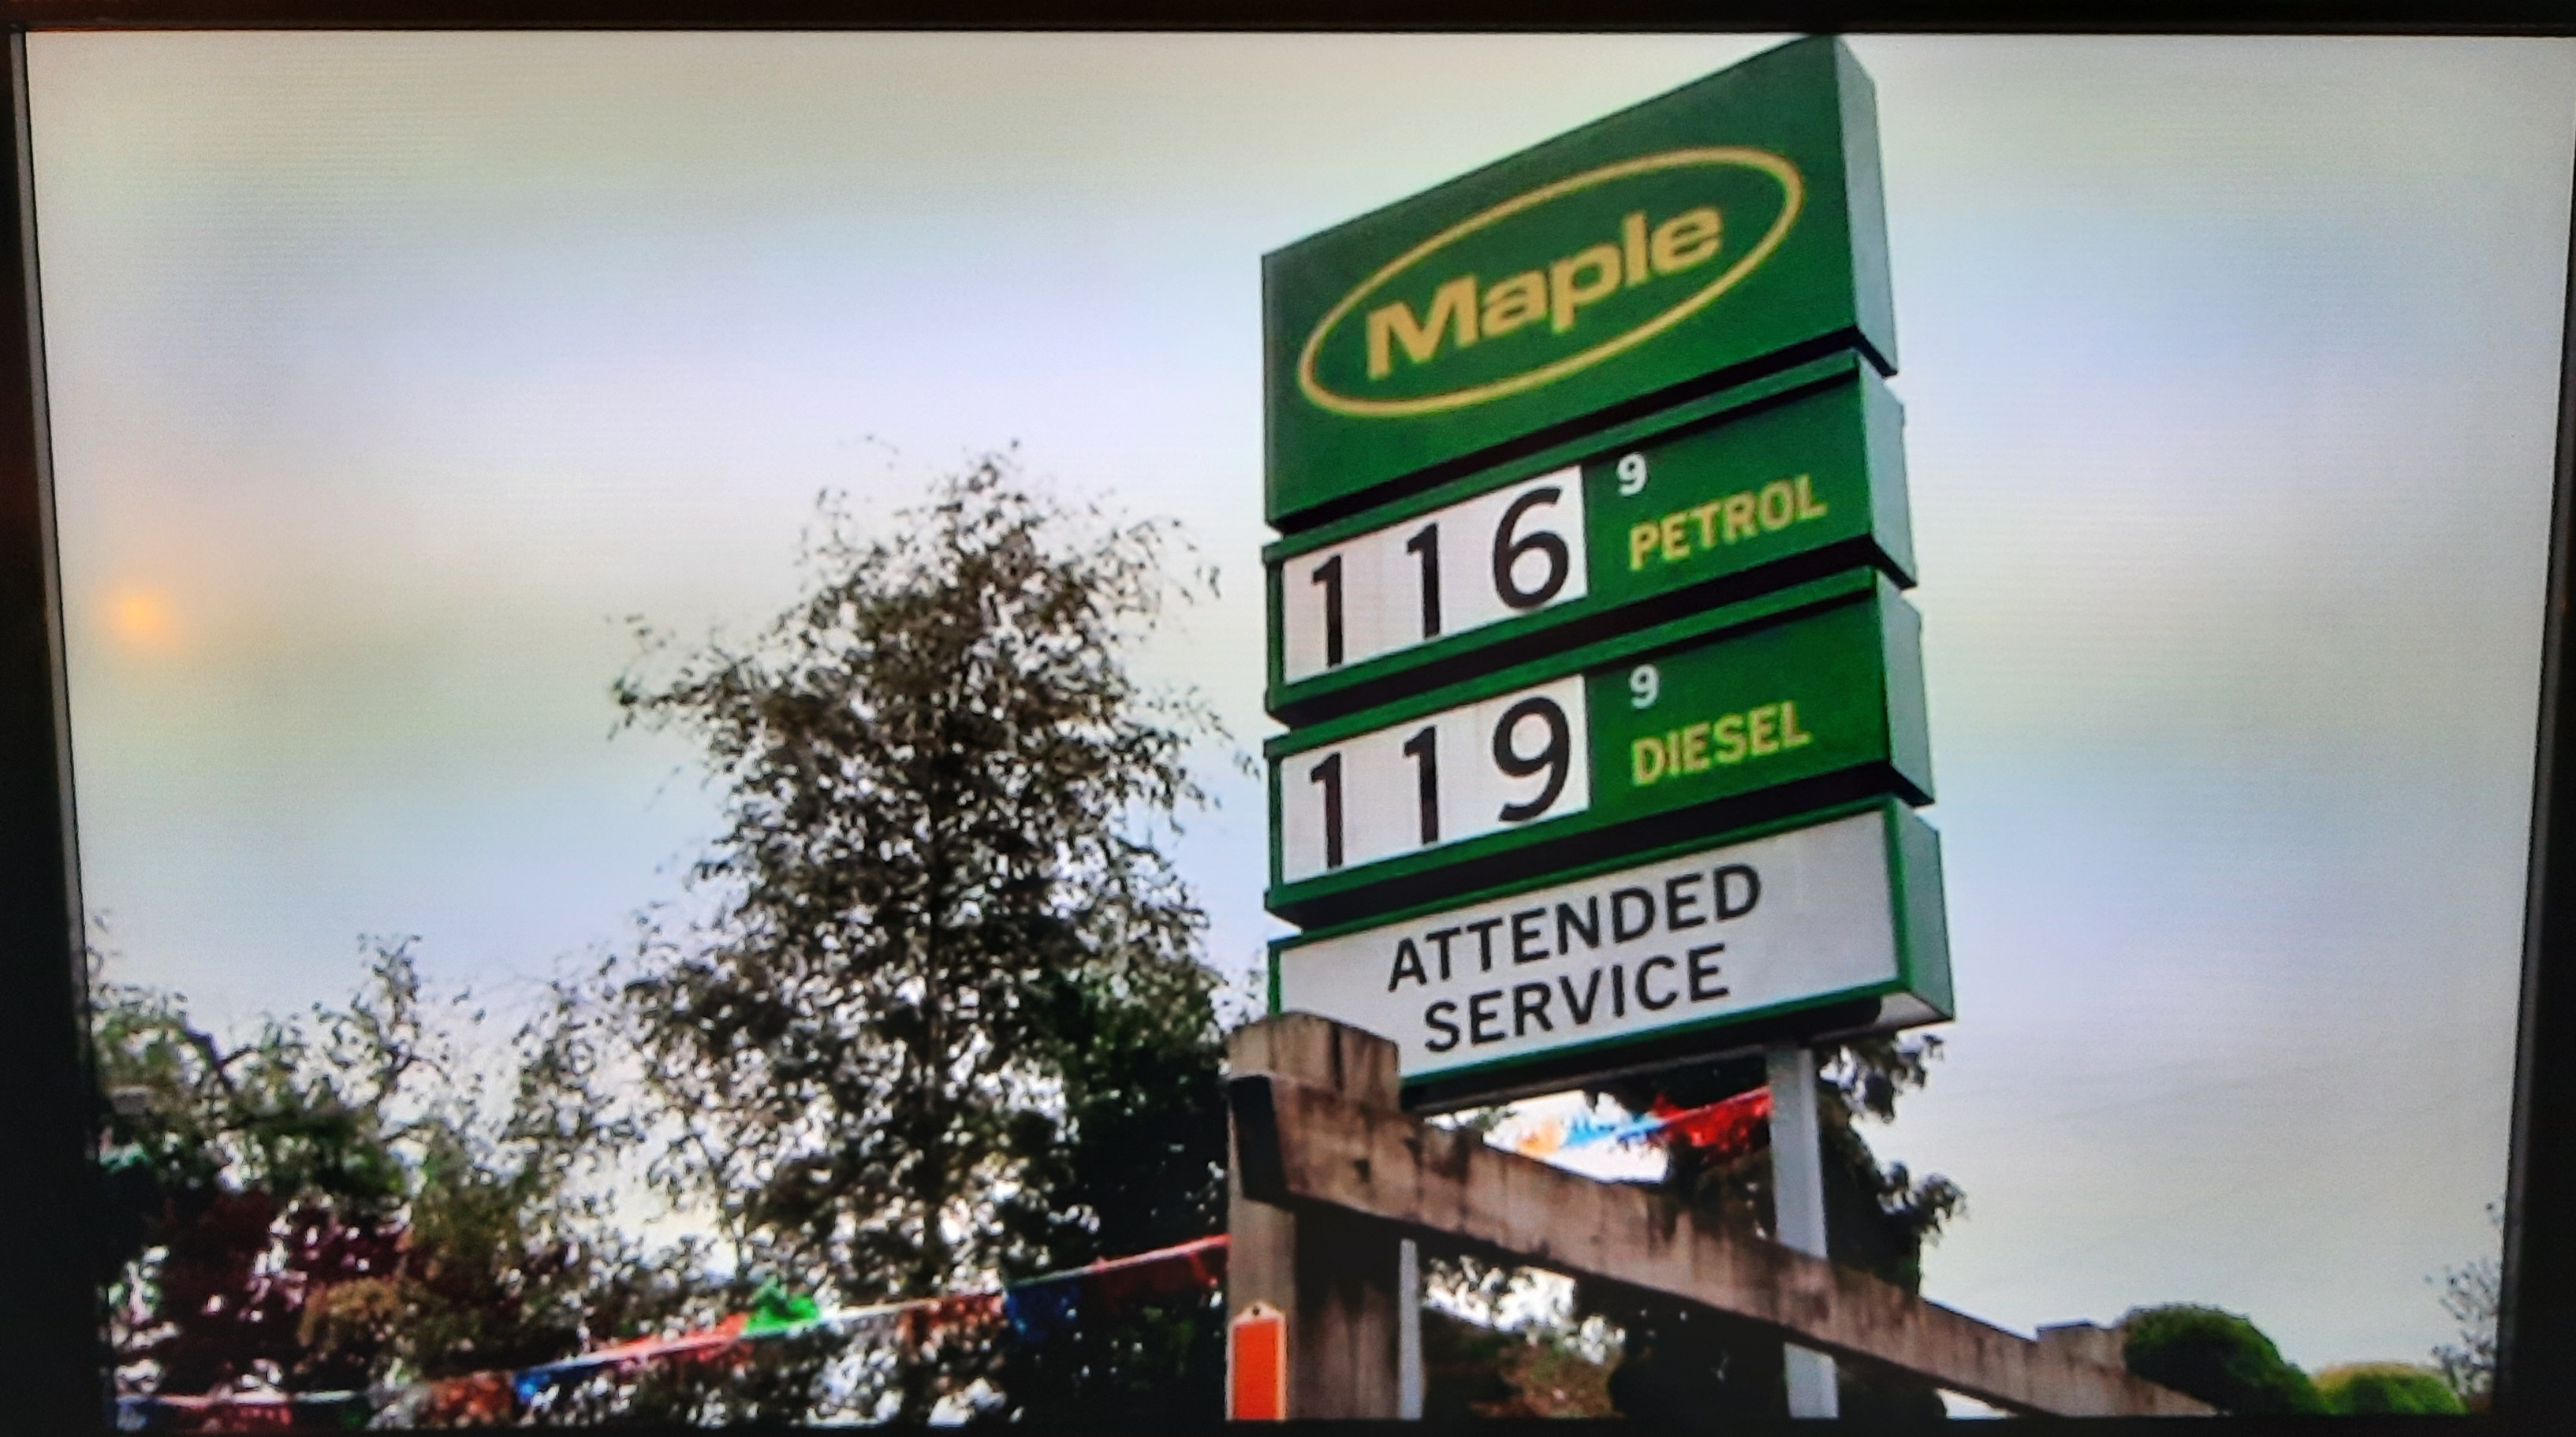 Maple
116 9
PETROL
119 9
DIESEL
ATTENDED
SERVICE